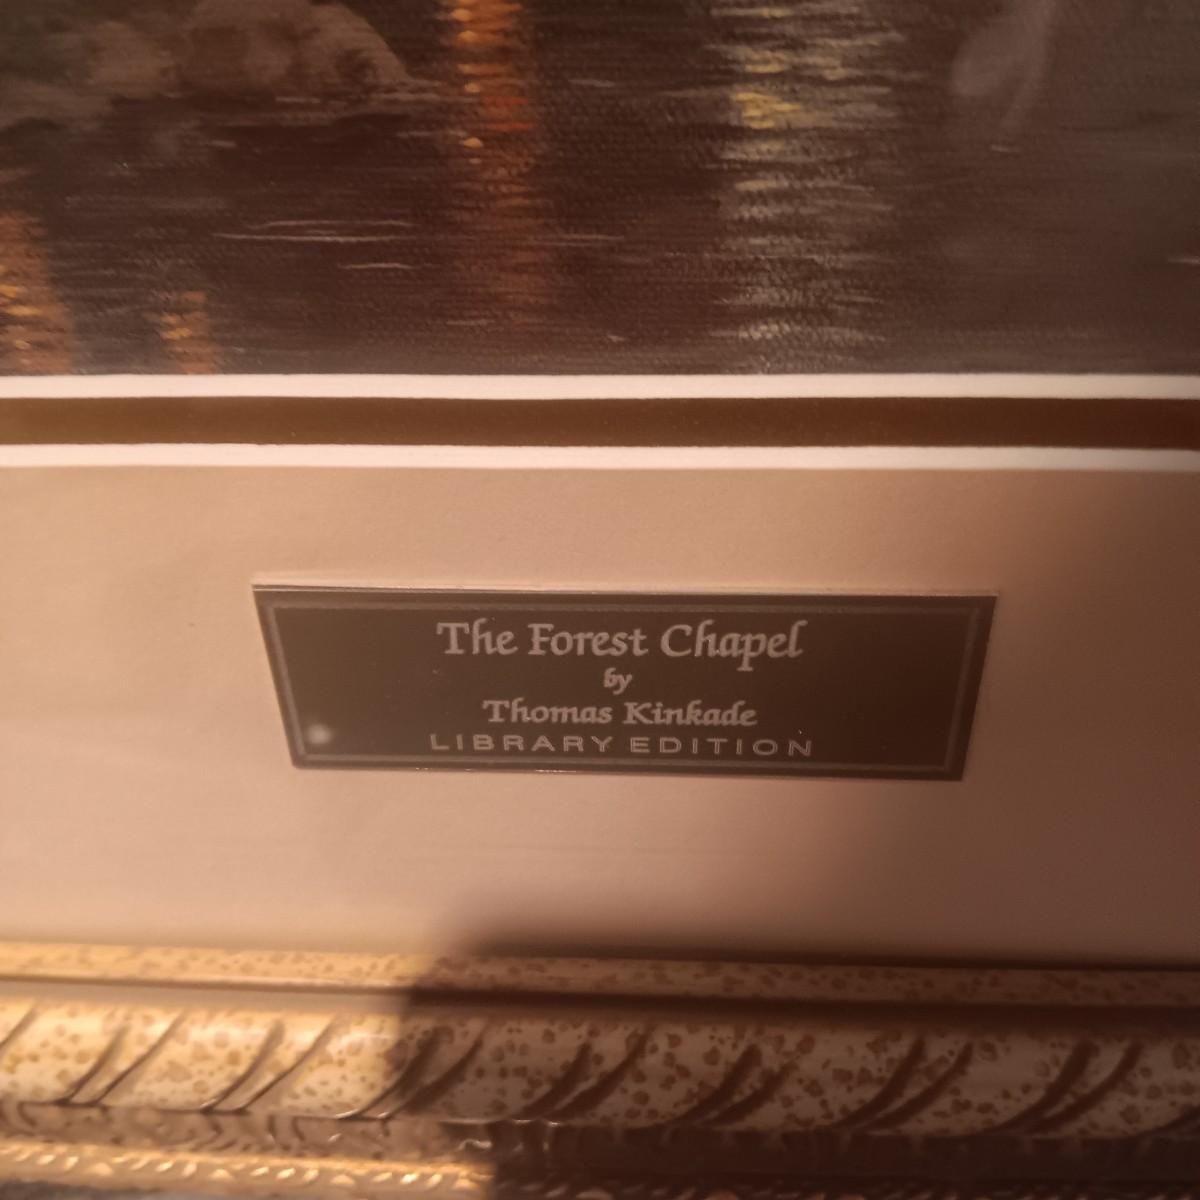 The Forest Chapel
by
Thomas Kinkade
LIBRARY EDITION